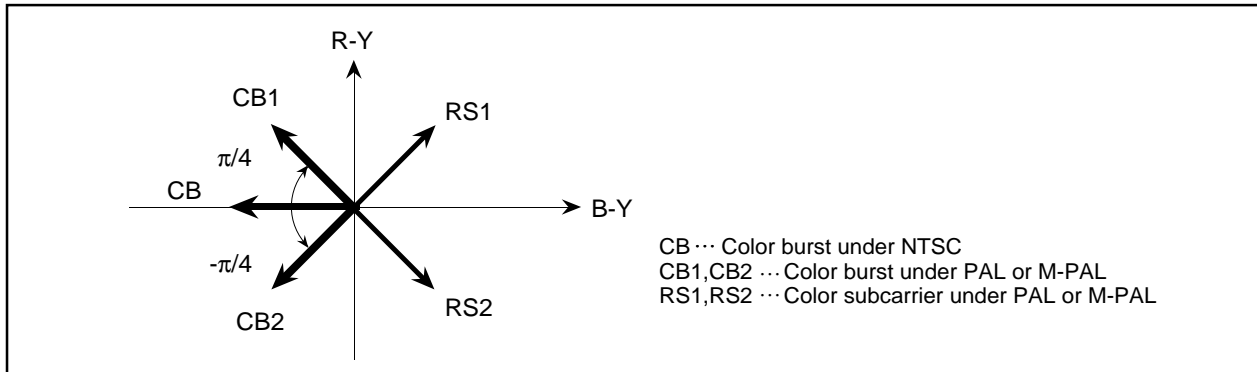 R-Y
CB1
RS1
π/4
CB
B-Y
-π/4
CB2
RS2
CB ··· Color burst under NTSC
CB1,CB2 ··· Color burst under PAL or M-PAL
RS1,RS2 ··· Color subcarrier under PAL or M-PAL